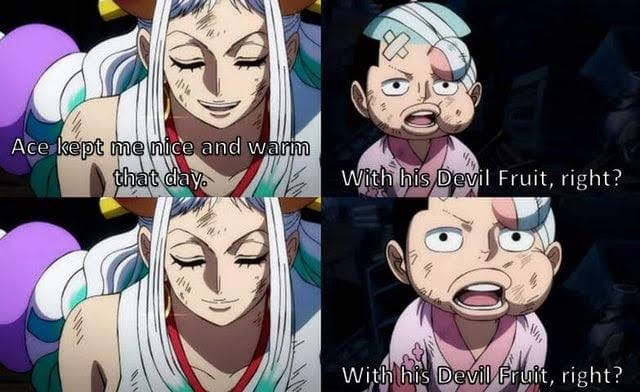 Ace kept me nice and warm
that day.
With his Devil Fruit, right?
With his Devil Fruit, right?